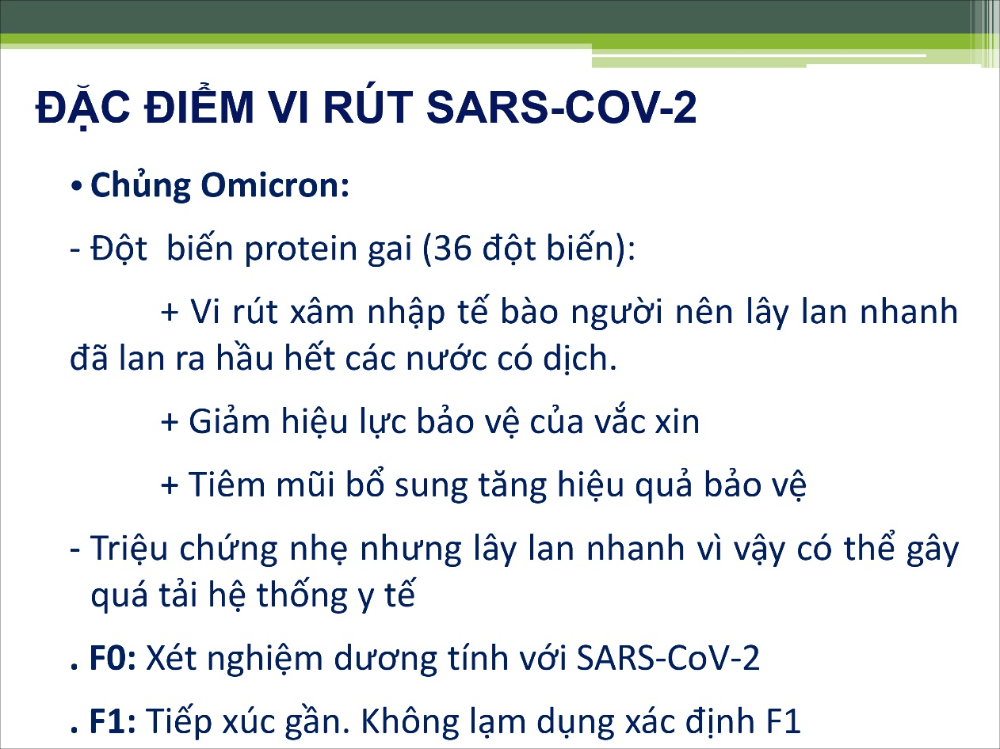 ĐẶC ĐIỂM VI RÚT SARS-COV-2
• Chủng Omicron:
- Đột biến protein gai (36 đột biến):
+ Vi rút xâm nhập tế bào người nên lây lan nhanh
đã lan ra hầu hết các nước có dịch.
+ Giảm hiệu lực bảo vệ của vắc xin
+ Tiêm mũi bổ sung tăng hiệu quả bảo vệ
- Triệu chứng nhẹ nhưng lây lan nhanh vì vậy có thể gây
quá tải hệ thống y tế
. F0: Xét nghiệm dương tính với SARS-CoV-2
. F1: Tiếp xúc gần. Không lạm dụng xác định F1